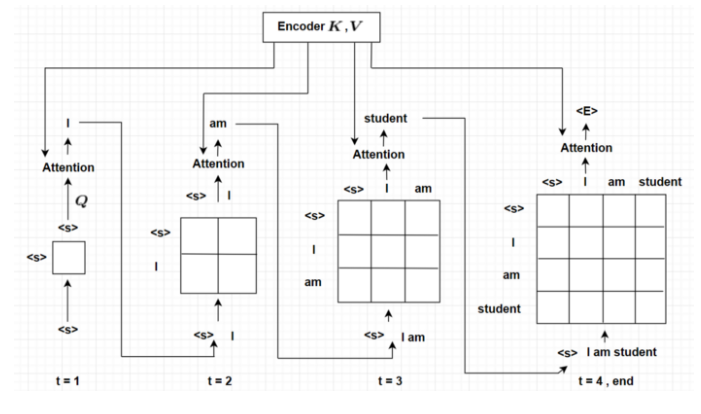 Encoder K , V
I
am
student
<E>
Attention
Attention
Attention
Attention
Q
<s>
<s>
<s>
<s> I
<s>
I
<s> I
<s> I am
<s>
I
am
<s> I am
<s> I am student
<s>
I
am
student
<s> I am student
t = 1
t = 2
t = 3
t = 4 , end